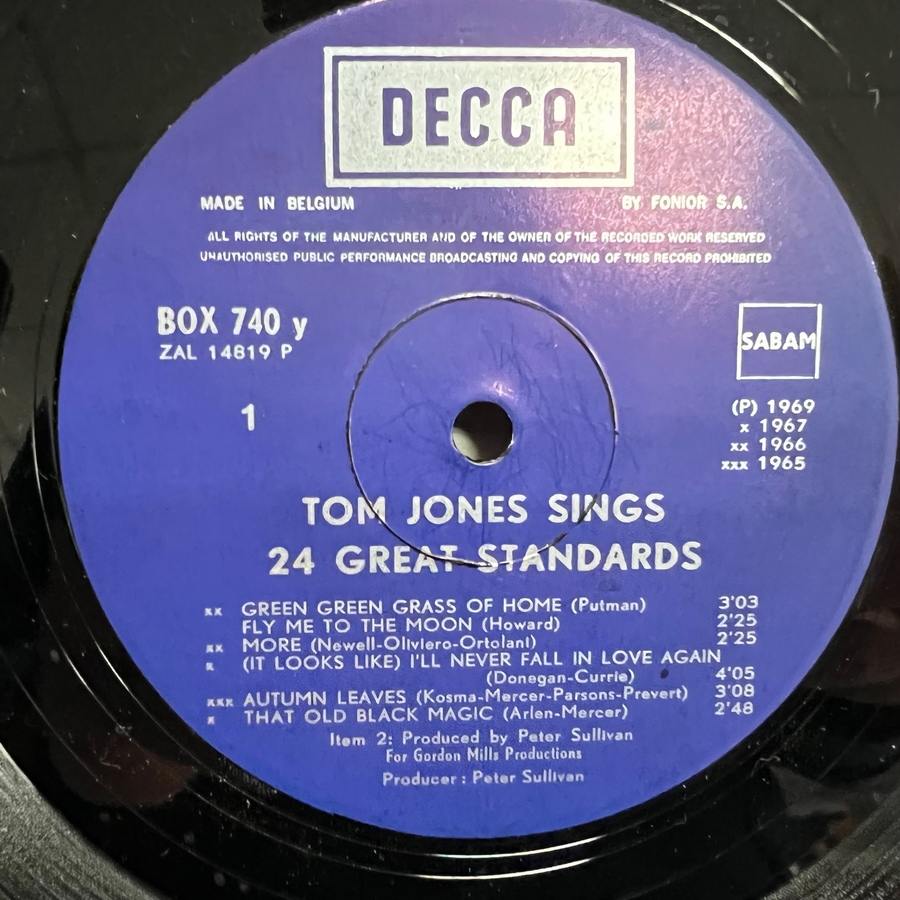 DECCA
MADE IN BELGIUM BY FONIOR S.A.
ALL RIGHTS OF THE MANUFACTURER AND OF THE OWNER OF THE RECORDED WORK RESERVED
UNAUTHORISED PUBLIC PERFORMANCE BROADCASTING AND COPYING OF THIS RECORD PROHIBITED
BOX 740 y
ZAL 14819 P
SABAM
1
(P) 1969
x 1967
xx 1966
xxx 1965
TOM JONES SINGS
24 GREAT STANDARDS
xx GREEN GREEN GRASS OF HOME (Putman) 3'03
FLY ME TO THE MOON (Howard) 2'25
xx MORE (Newell-Oliviero-Ortolani) 2'25
x (IT LOOKS LIKE) I'LL NEVER FALL IN LOVE AGAIN
(Donegan-Currie) 4'05
xxx AUTUMN LEAVES (Kosma-Mercer-Parsons-Prevert) 3'08
x THAT OLD BLACK MAGIC (Arlen-Mercer) 2'48
Item 2: Produced by Peter Sullivan
For Gordon Mills Productions
Producer : Peter Sullivan